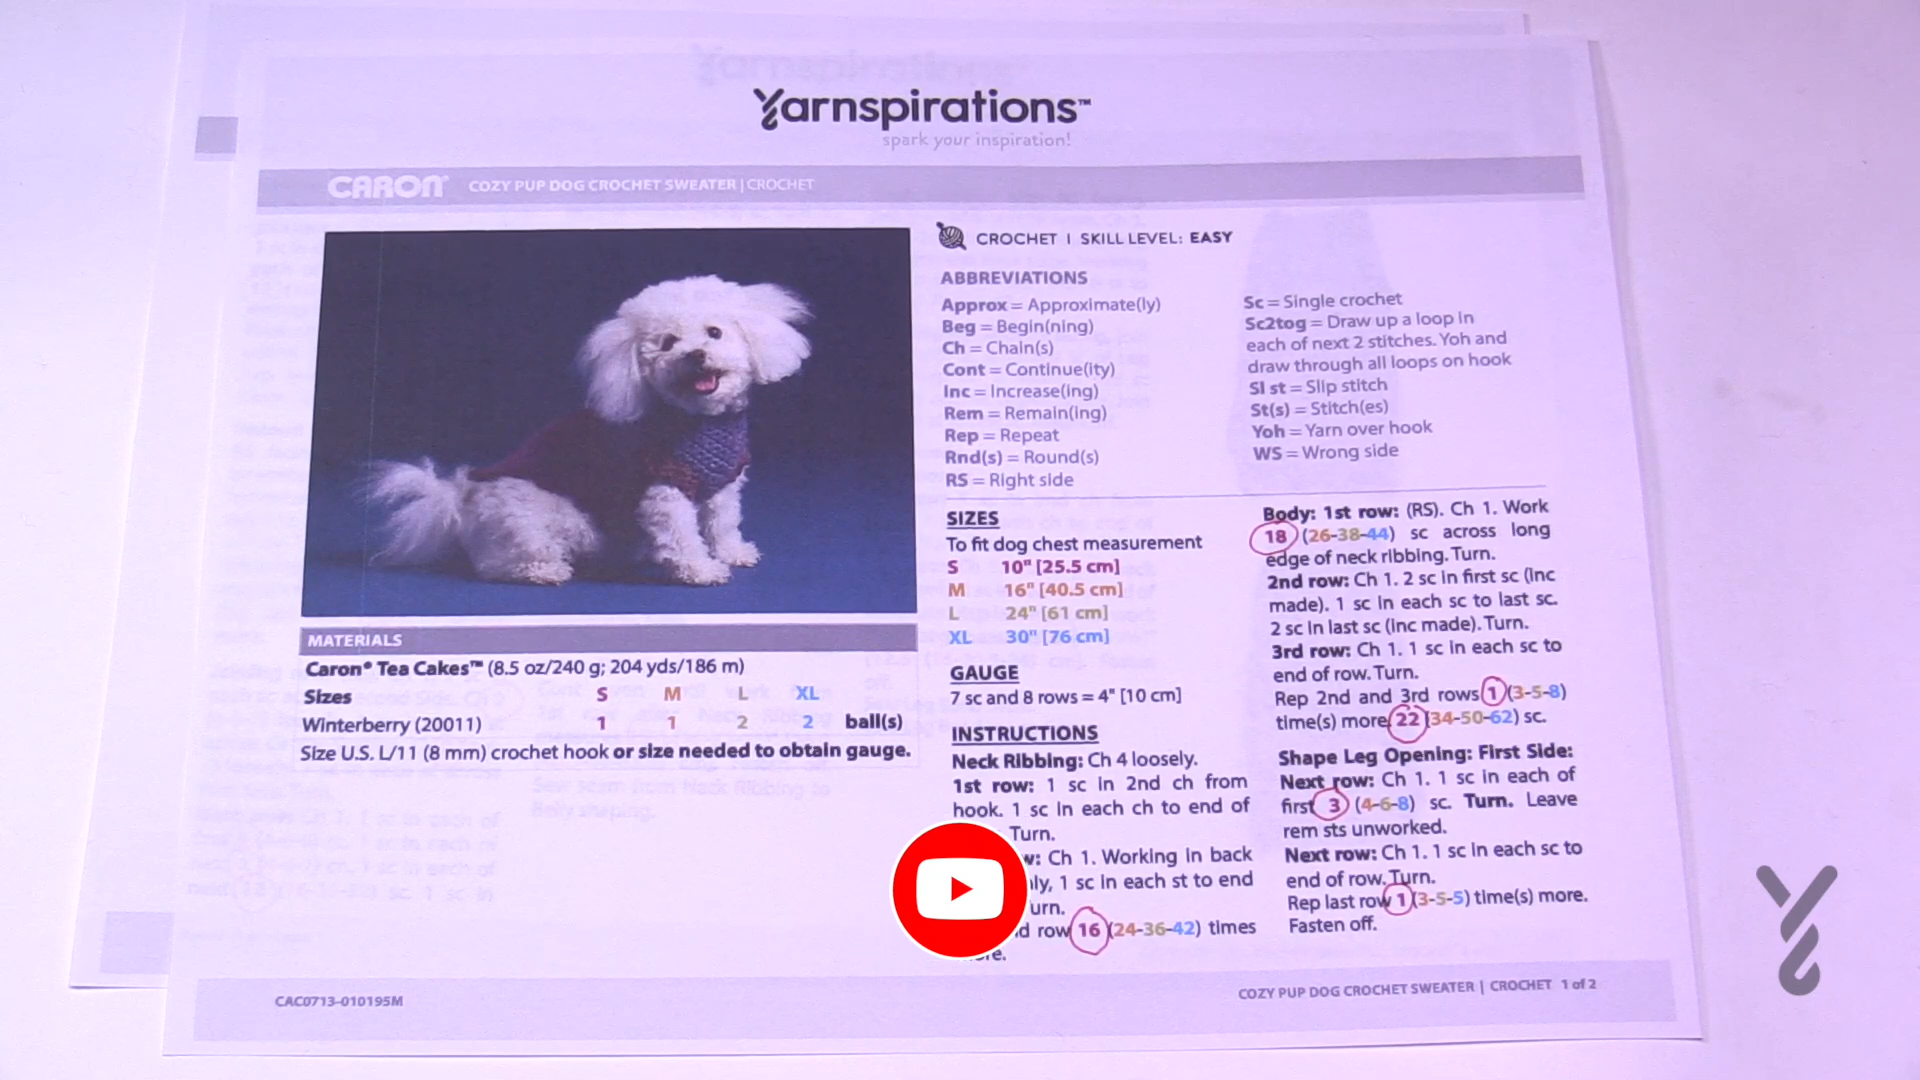 Yarnspirations™
spark your inspiration!
CARON® COZY PUP DOG CROCHET SWEATER | CROCHET
CROCHET | SKILL LEVEL: EASY
ABBREVIATIONS
Approx = Approximate(ly)
Beg = Begin(ning)
Ch = Chain(s)
Cont = Continue(ity)
Inc = Increase(ing)
Rem = Remain(ing)
Rep = Repeat
Rnd(s) = Round(s)
RS = Right side
Sc = Single crochet
Sc2tog = Draw up a loop in
each of next 2 stitches. Yoh and
draw through all loops on hook
Sl st = Slip stitch
St(s) = Stitch(es)
Yoh = Yarn over hook
WS = Wrong side
MATERIALS
Caron® Tea Cakes™ (8.5 oz/240 g; 204 yds/186 m)
Sizes S M L XL
Winterberry (20011) 1 1 2 2 ball(s)
Size U.S. L/11 (8 mm) crochet hook or size needed to obtain gauge.
SIZES
To fit dog chest measurement
S 10" [25.5 cm]
M 16" [40.5 cm]
L 24" [61 cm]
XL 30" [76 cm]
GAUGE
7 sc and 8 rows = 4" [10 cm]
INSTRUCTIONS
Neck Ribbing: Ch 4 loosely.
1st row: 1 sc in 2nd ch from
hook. 1 sc in each ch to end of
Turn.
Ch 1. Working in back
1 sc in each st to end
row 16 (24-36-42) times
Body: 1st row: (RS). Ch 1. Work
18 (26-38-44) sc across long
edge of neck ribbing. Turn.
2nd row: Ch 1. 2 sc in first sc (inc
made). 1 sc in each sc to last sc.
2 sc in last sc (inc made). Turn.
3rd row: Ch 1. 1 sc in each sc to
end of row. Turn.
Rep 2nd and 3rd rows 1 (3-5-8)
time(s) more. 22 (34-50-62) sc.
Shape Leg Opening: First Side:
Next row: Ch 1. 1 sc in each of
first 3 (4-6-8) sc. Turn. Leave
rem sts unworked.
Next row: Ch 1. 1 sc in each sc to
end of row. Turn.
Rep last row 1 (3-5-5) time(s) more.
Fasten off.
CAC0713-010195M
COZY PUP DOG CROCHET SWEATER | CROCHET 1 of 2